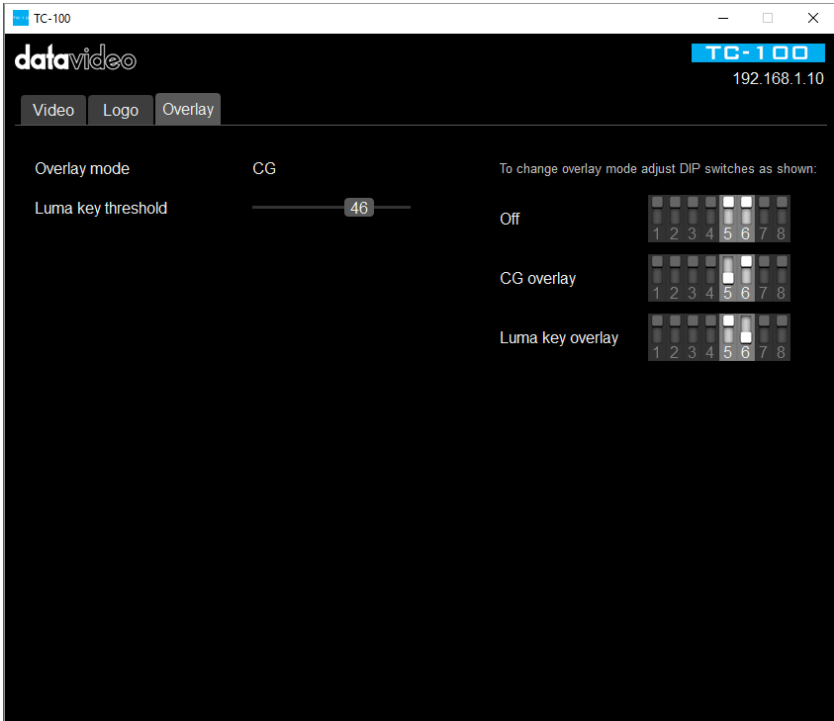 TC-100
datavideo
TC-100
192.168.1.10
Video Logo Overlay
Overlay mode CG
Luma key threshold 46
To change overlay mode adjust DIP switches as shown:
Off
1 2 3 4 5 6 7 8
CG overlay
1 2 3 4 5 6 7 8
Luma key overlay
1 2 3 4 5 6 7 8